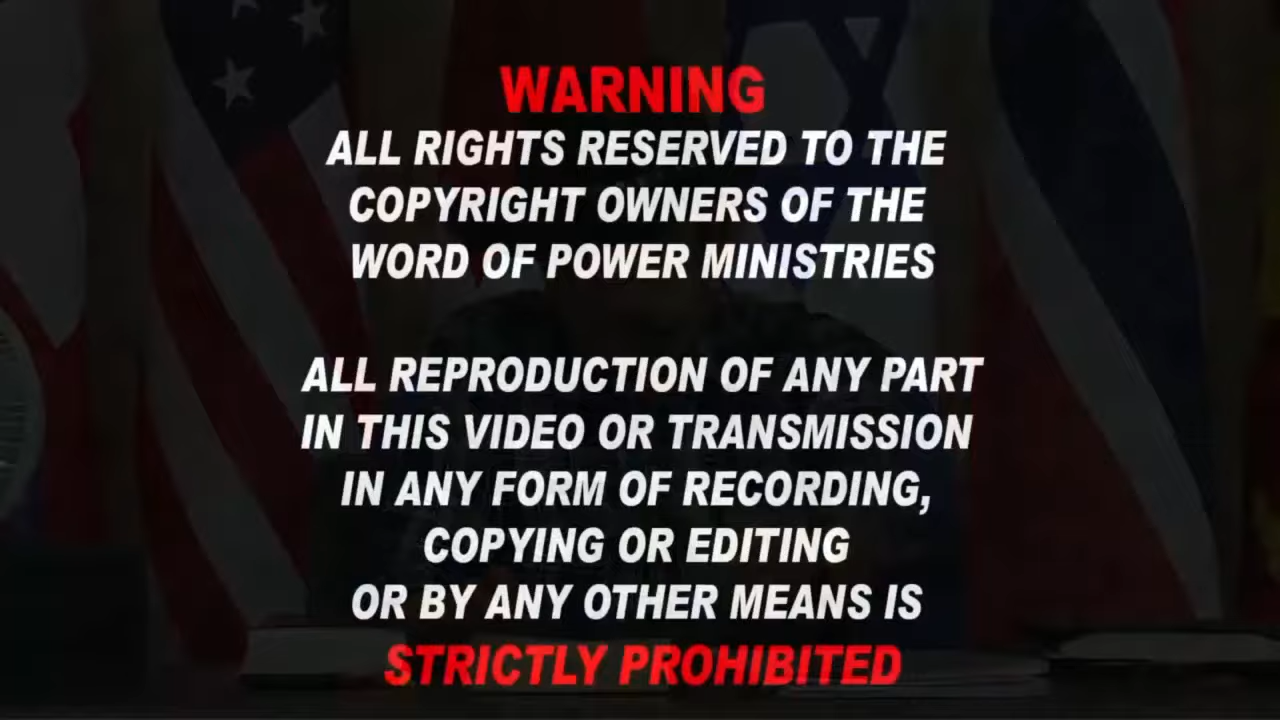 WARNING
ALL RIGHTS RESERVED TO THE
COPYRIGHT OWNERS OF THE
WORD OF POWER MINISTRIES
ALL REPRODUCTION OF ANY PART
IN THIS VIDEO OR TRANSMISSION
IN ANY FORM OF RECORDING,
COPYING OR EDITING
OR BY ANY OTHER MEANS IS
STRICTLY PROHIBITED